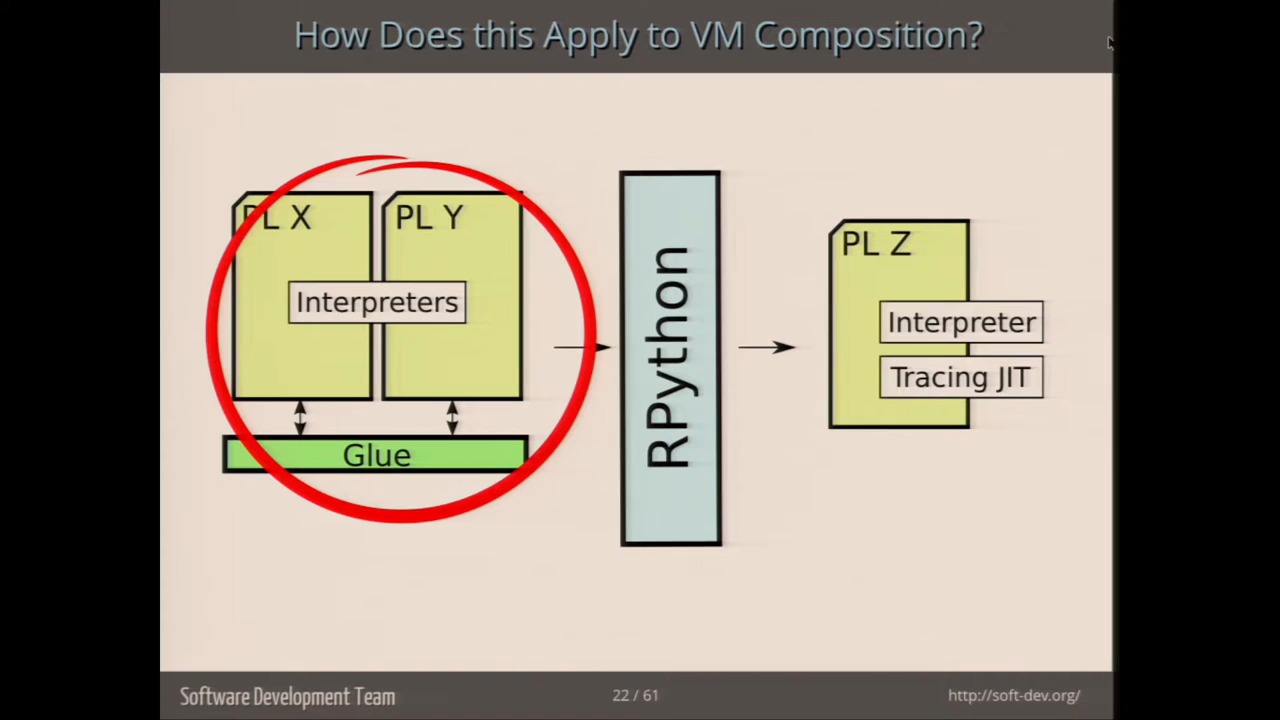 How Does this Apply to VM Composition?
PL X
PL Y
Interpreters
Glue
RPython
PL Z
Interpreter
Tracing JIT
Software Development Team
22 / 61
http://soft-dev.org/